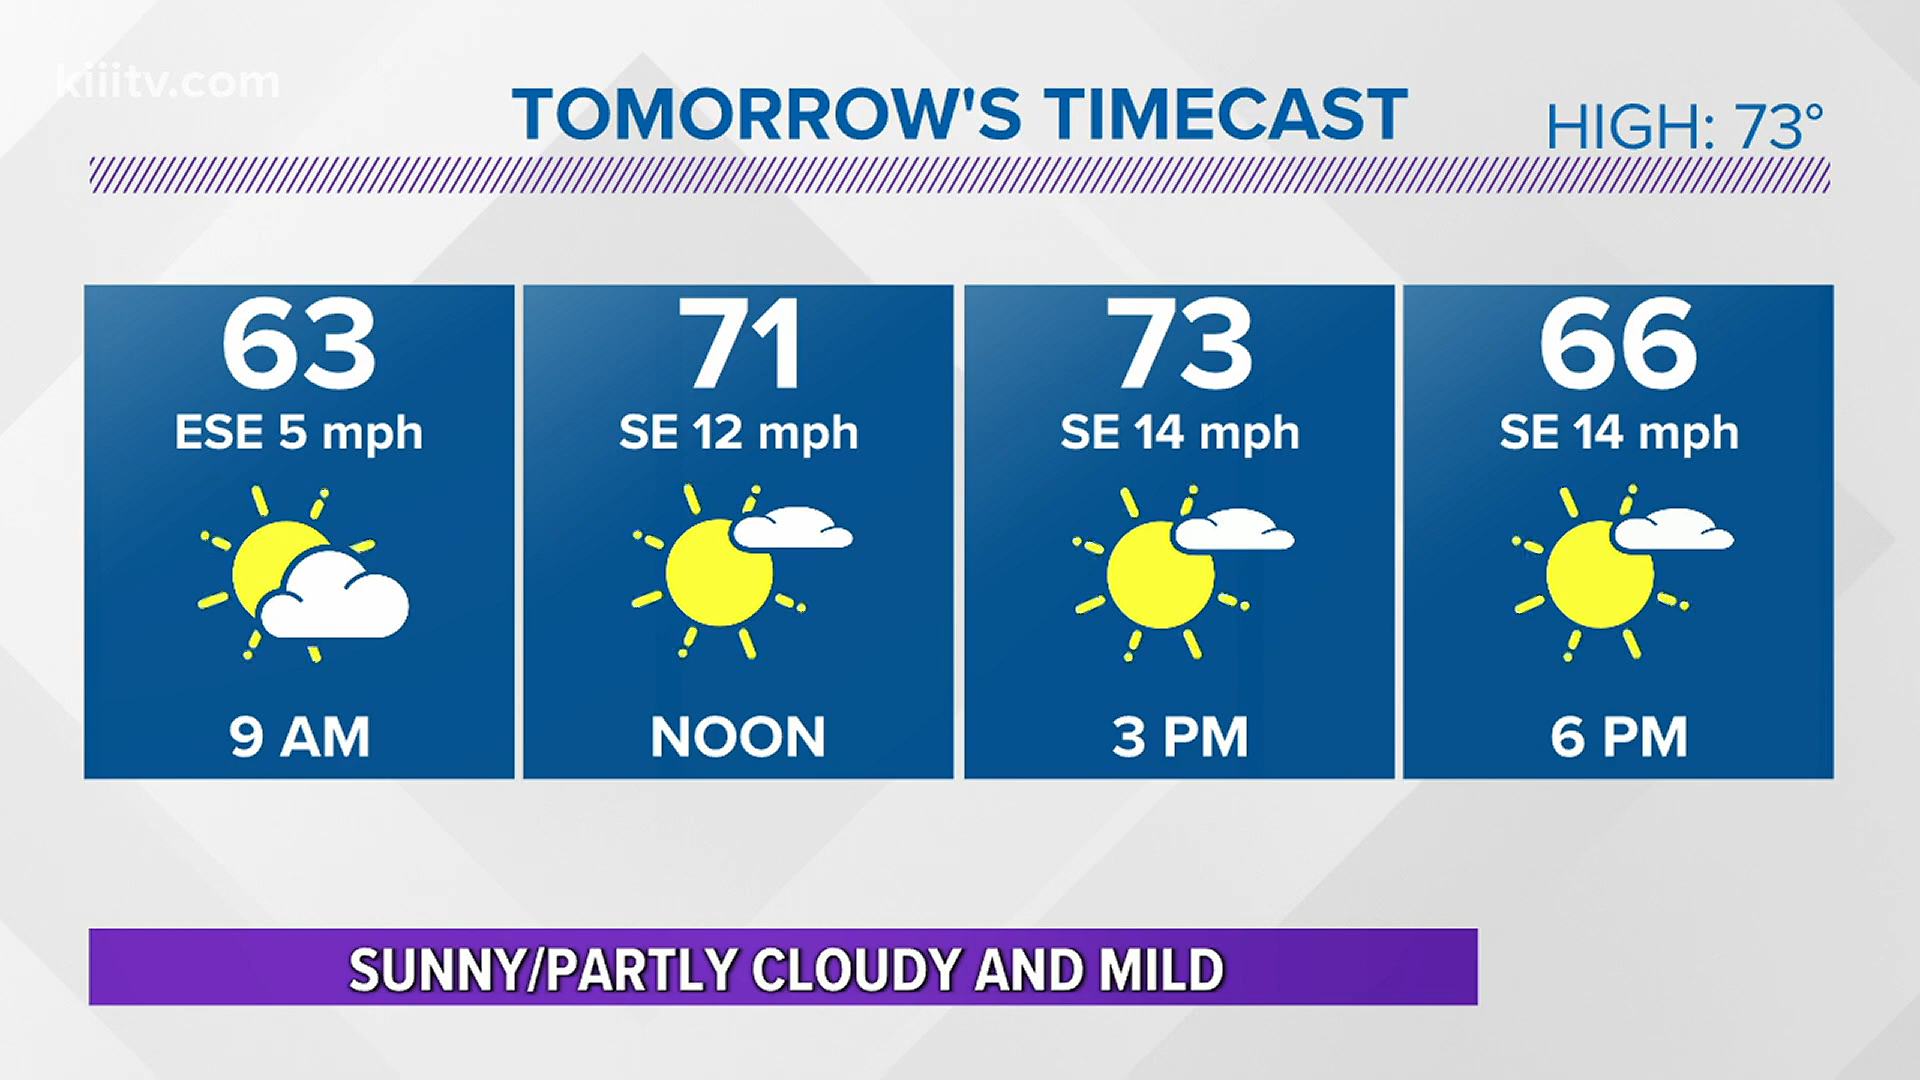 kiiitv.com
TOMORROW'S TIMECAST
HIGH: 73°
63
ESE 5 mph
9 AM
71
SE 12 mph
NOON
73
SE 14 mph
3 PM
66
SE 14 mph
6 PM
SUNNY/PARTLY CLOUDY AND MILD